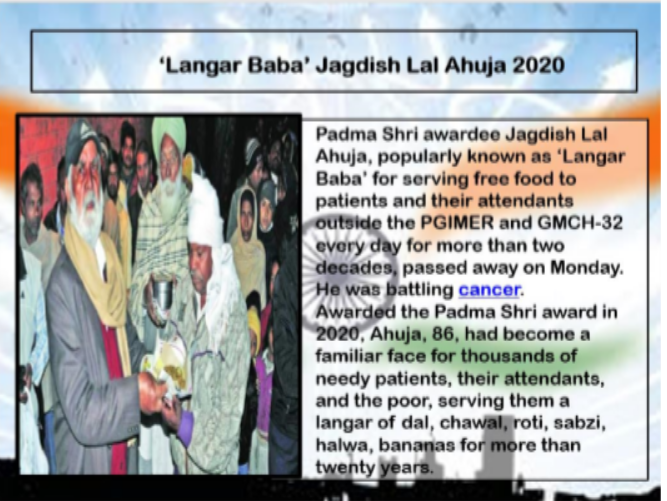 ‘Langar Baba’ Jagdish Lal Ahuja 2020
Padma Shri awardee Jagdish Lal
Ahuja, popularly known as ‘Langar
Baba’ for serving free food to
patients and their attendants
outside the PGIMER and GMCH-32
every day for more than two
decades, passed away on Monday.
He was battling cancer.
Awarded the Padma Shri award in
2020, Ahuja, 86, had become a
familiar face for thousands of
needy patients, their attendants,
and the poor, serving them a
langar of dal, chawal, roti, sabzi,
halwa, bananas for more than
twenty years.